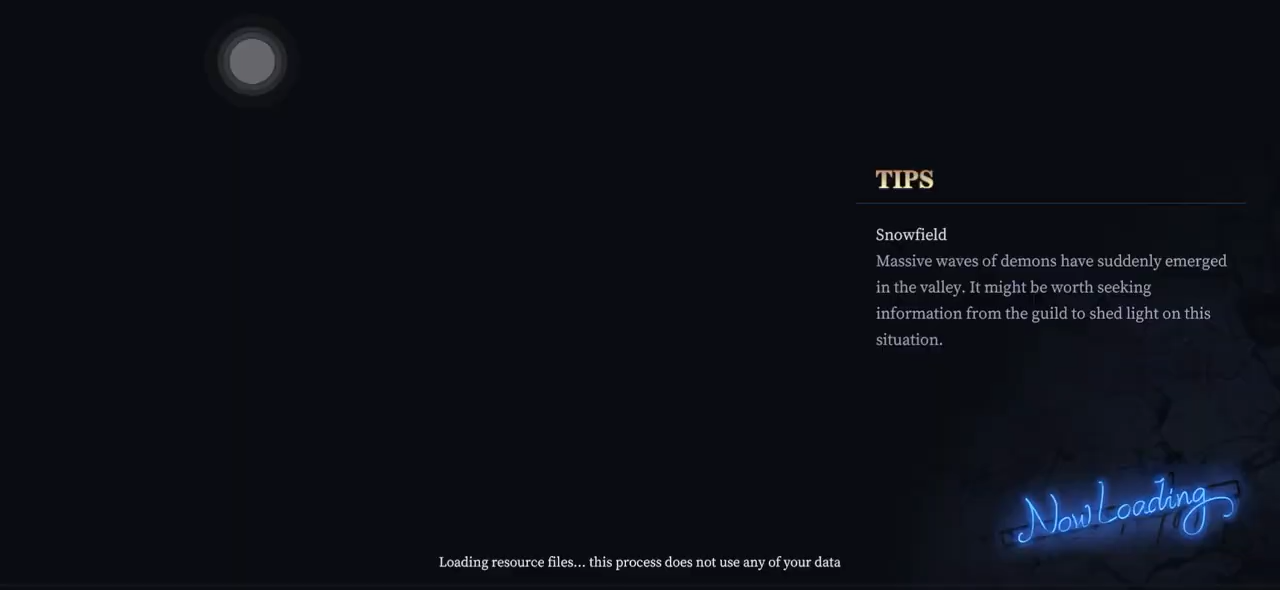 TIPS
Snowfield
Massive waves of demons have suddenly emerged
in the valley. It might be worth seeking
information from the guild to shed light on this
situation.
Now Loading
Loading resource files... this process does not use any of your data